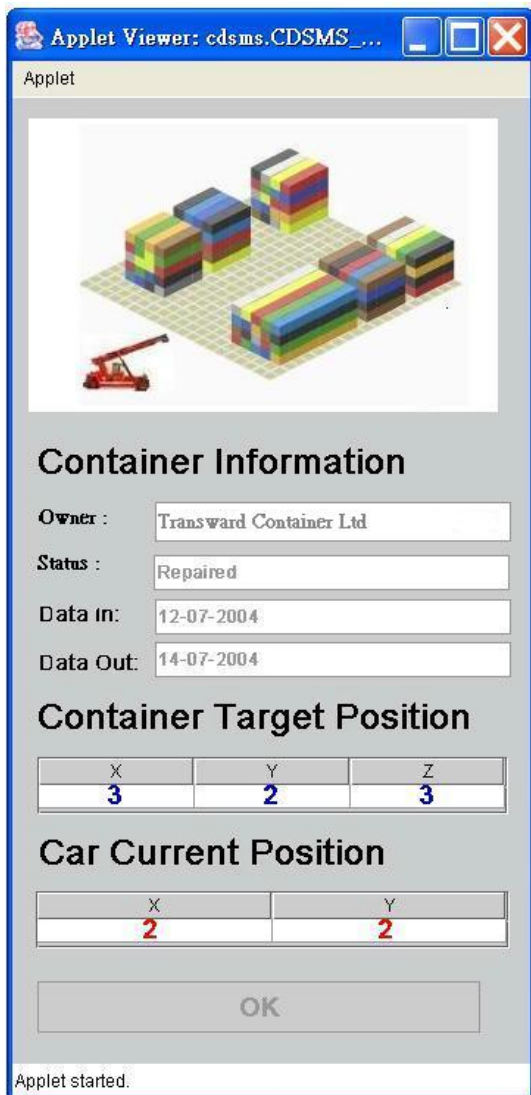 Applet Viewer: cdsms.CDSMS_...
Applet
Container Information
Owner : Transward Container Ltd
Status : Repaired
Data in: 12-07-2004
Data Out: 14-07-2004
Container Target Position
X Y Z
3 2 3
Car Current Position
X Y
2 2
OK
Applet started.